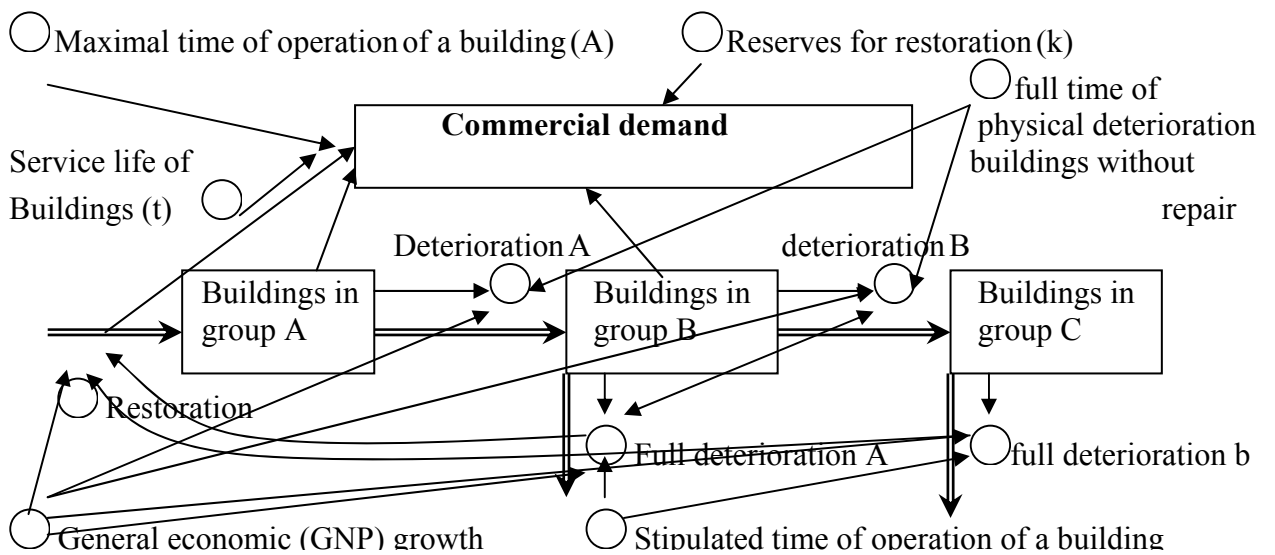 Maximal time of operation of a building (A)
Reserves for restoration (k)
full time of
physical deterioration
buildings without
repair
Commercial demand
Service life of
Buildings (t)
Deterioration A
deterioration B
Buildings in
group A
Buildings in
group B
Buildings in
group C
Restoration
Full deterioration A
full deterioration b
General economic (GNP) growth
Stipulated time of operation of a building